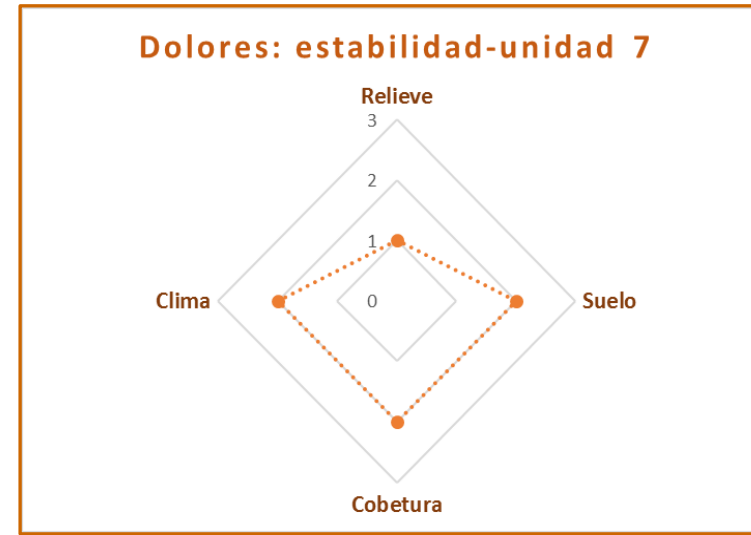 Dolores: estabilidad-unidad 7
Relieve
3
2
1
0
Clima
Suelo
Cobetura